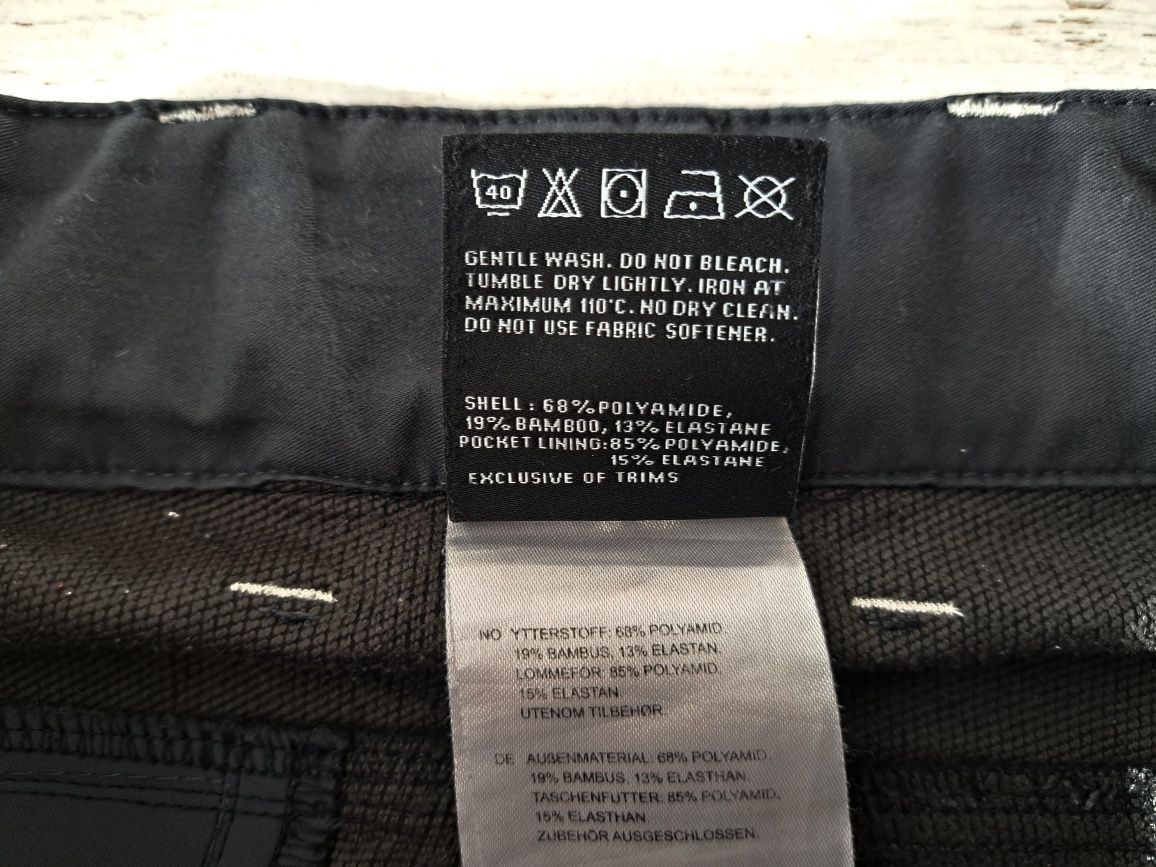 40
GENTLE WASH. DO NOT BLEACH.
TUMBLE DRY LIGHTLY. IRON AT
MAXIMUM 110°C. NO DRY CLEAN.
DO NOT USE FABRIC SOFTENER.
SHELL: 68% POLYAMIDE,
19% BAMBOO, 13% ELASTANE
POCKET LINING: 85% POLYAMIDE,
15% ELASTANE
EXCLUSIVE OF TRIMS
NO YTTERSTOFF: 68% POLYAMID.
19% BAMBUS, 13% ELASTAN.
LOMMEFOR: 85% POLYAMID.
15% ELASTAN.
UTENOM TILBEHØR.
DE AUßENMATERIAL: 68% POLYAMID.
19% BAMBUS, 13% ELASTHAN.
TASCHENFUTTER: 85% POLYAMID.
15% ELASTHAN.
ZUBEHÖR AUSGESCHLOSSEN.